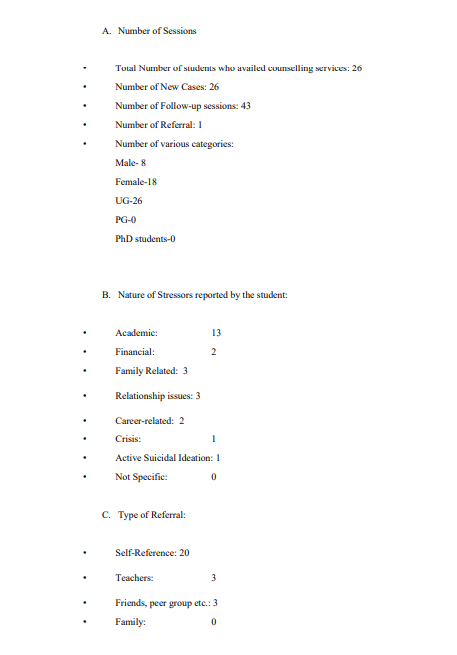 A. Number of Sessions
• Total Number of students who availed counselling services: 26
• Number of New Cases: 26
• Number of Follow-up sessions: 43
• Number of Referral: 1
• Number of various categories:
Male- 8
Female-18
UG-26
PG-0
PhD students-0
B. Nature of Stressors reported by the student:
• Academic: 13
• Financial: 2
• Family Related: 3
• Relationship issues: 3
• Career-related: 2
• Crisis: 1
• Active Suicidal Ideation: 1
• Not Specific: 0
C. Type of Referral:
• Self-Reference: 20
• Teachers: 3
• Friends, peer group etc.: 3
• Family: 0